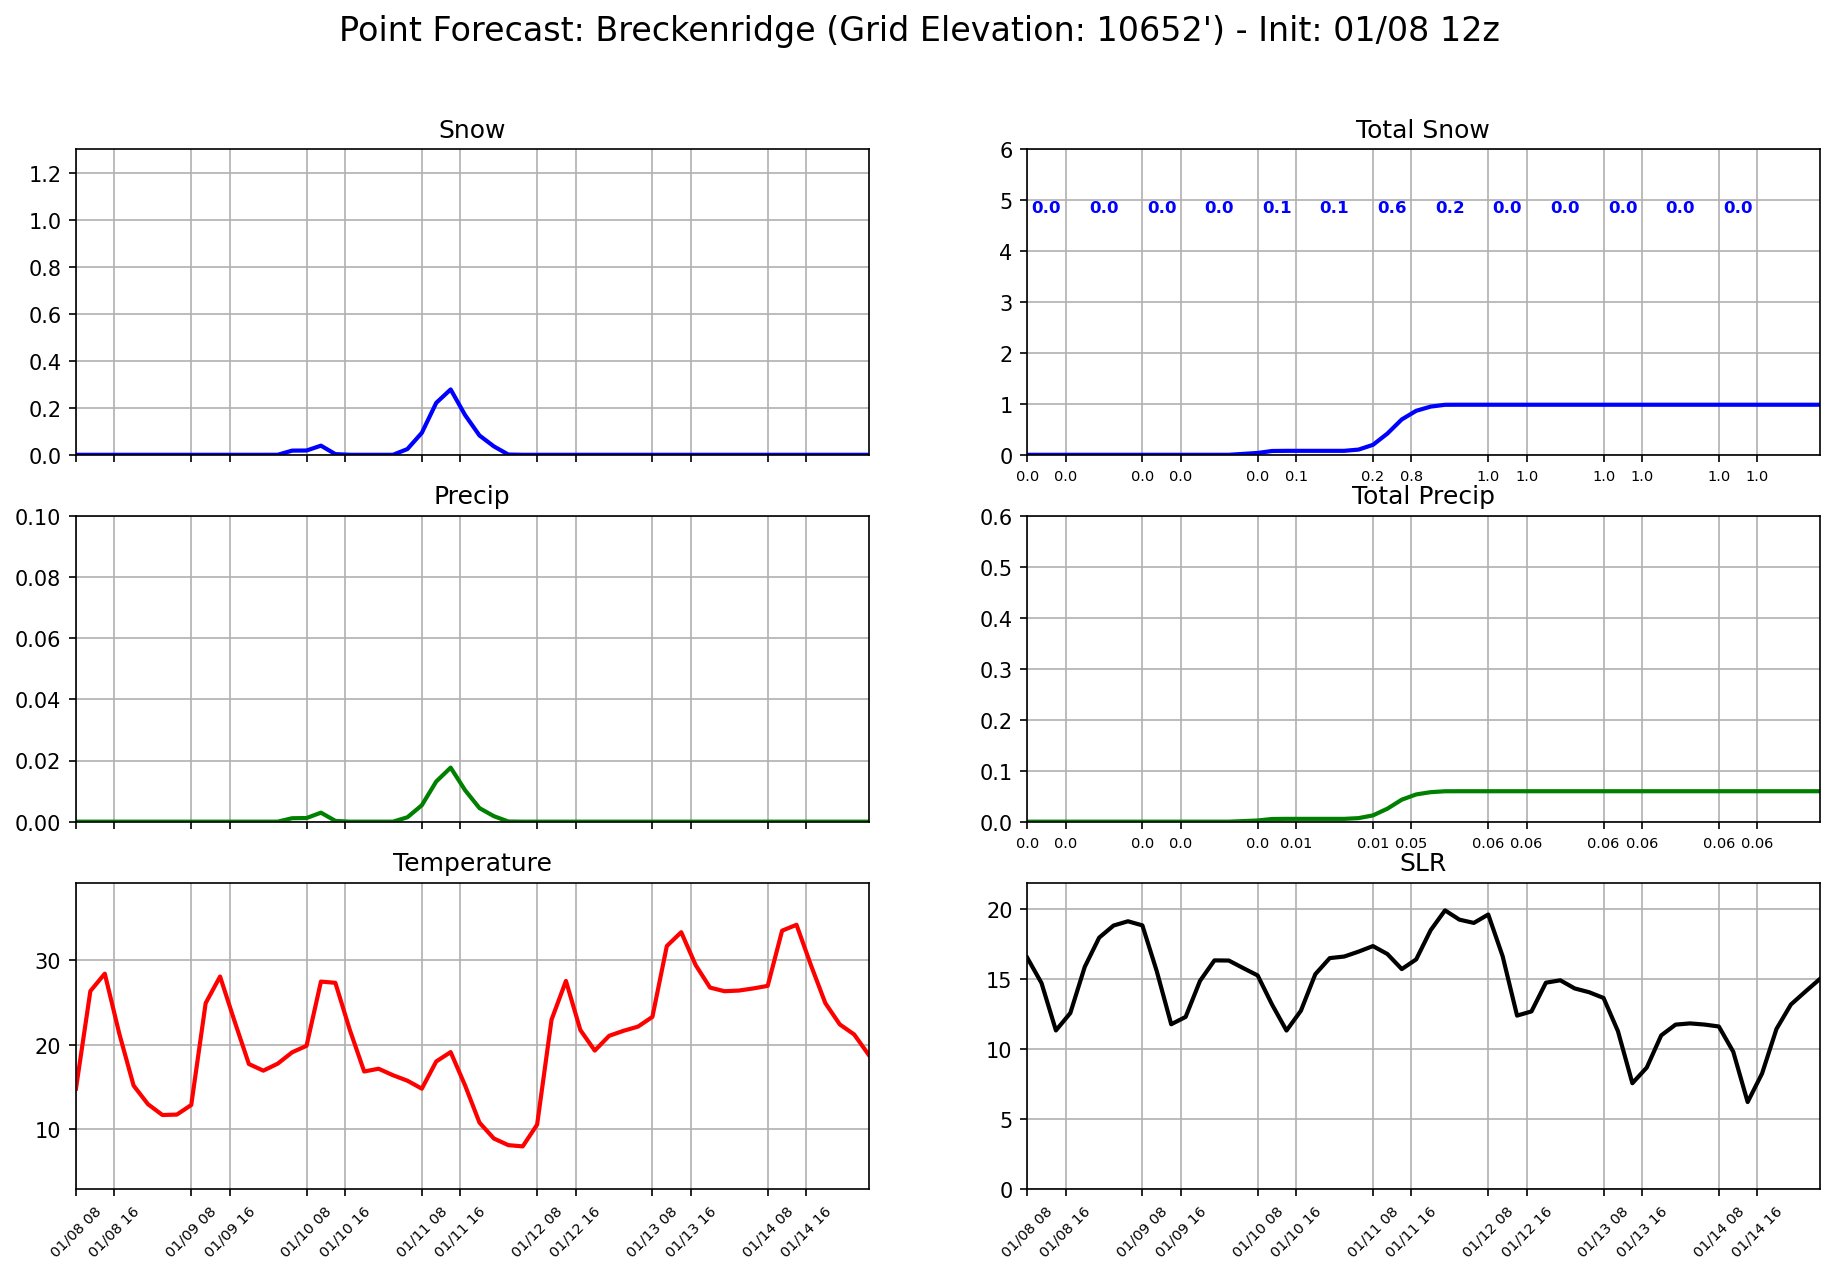 Point Forecast: Breckenridge (Grid Elevation: 10652') - Init: 01/08 12z
Snow
1.2
1.0
0.8
0.6
0.4
0.2
0.0
Total Snow
6
5
4
3
2
1
0
0.0 0.0 0.0 0.0 0.1 0.1 0.6 0.2 0.0 0.0 0.0 0.0 0.0
0.0 0.0 0.0 0.0 0.0 0.1 0.2 0.8 1.0 1.0 1.0 1.0 1.0 1.0
Precip
0.10
0.08
0.06
0.04
0.02
0.00
Total Precip
0.6
0.5
0.4
0.3
0.2
0.1
0.0
0.0 0.0 0.0 0.0 0.0 0.01 0.01 0.05 0.06 0.06 0.06 0.06 0.06 0.06
Temperature
30
20
10
01/08 08 01/08 16 01/09 08 01/09 16 01/10 08 01/10 16 01/11 08 01/11 16 01/12 08 01/12 16 01/13 08 01/13 16 01/14 08 01/14 16
SLR
20
15
10
5
0
01/08 08 01/08 16 01/09 08 01/09 16 01/10 08 01/10 16 01/11 08 01/11 16 01/12 08 01/12 16 01/13 08 01/13 16 01/14 08 01/14 16